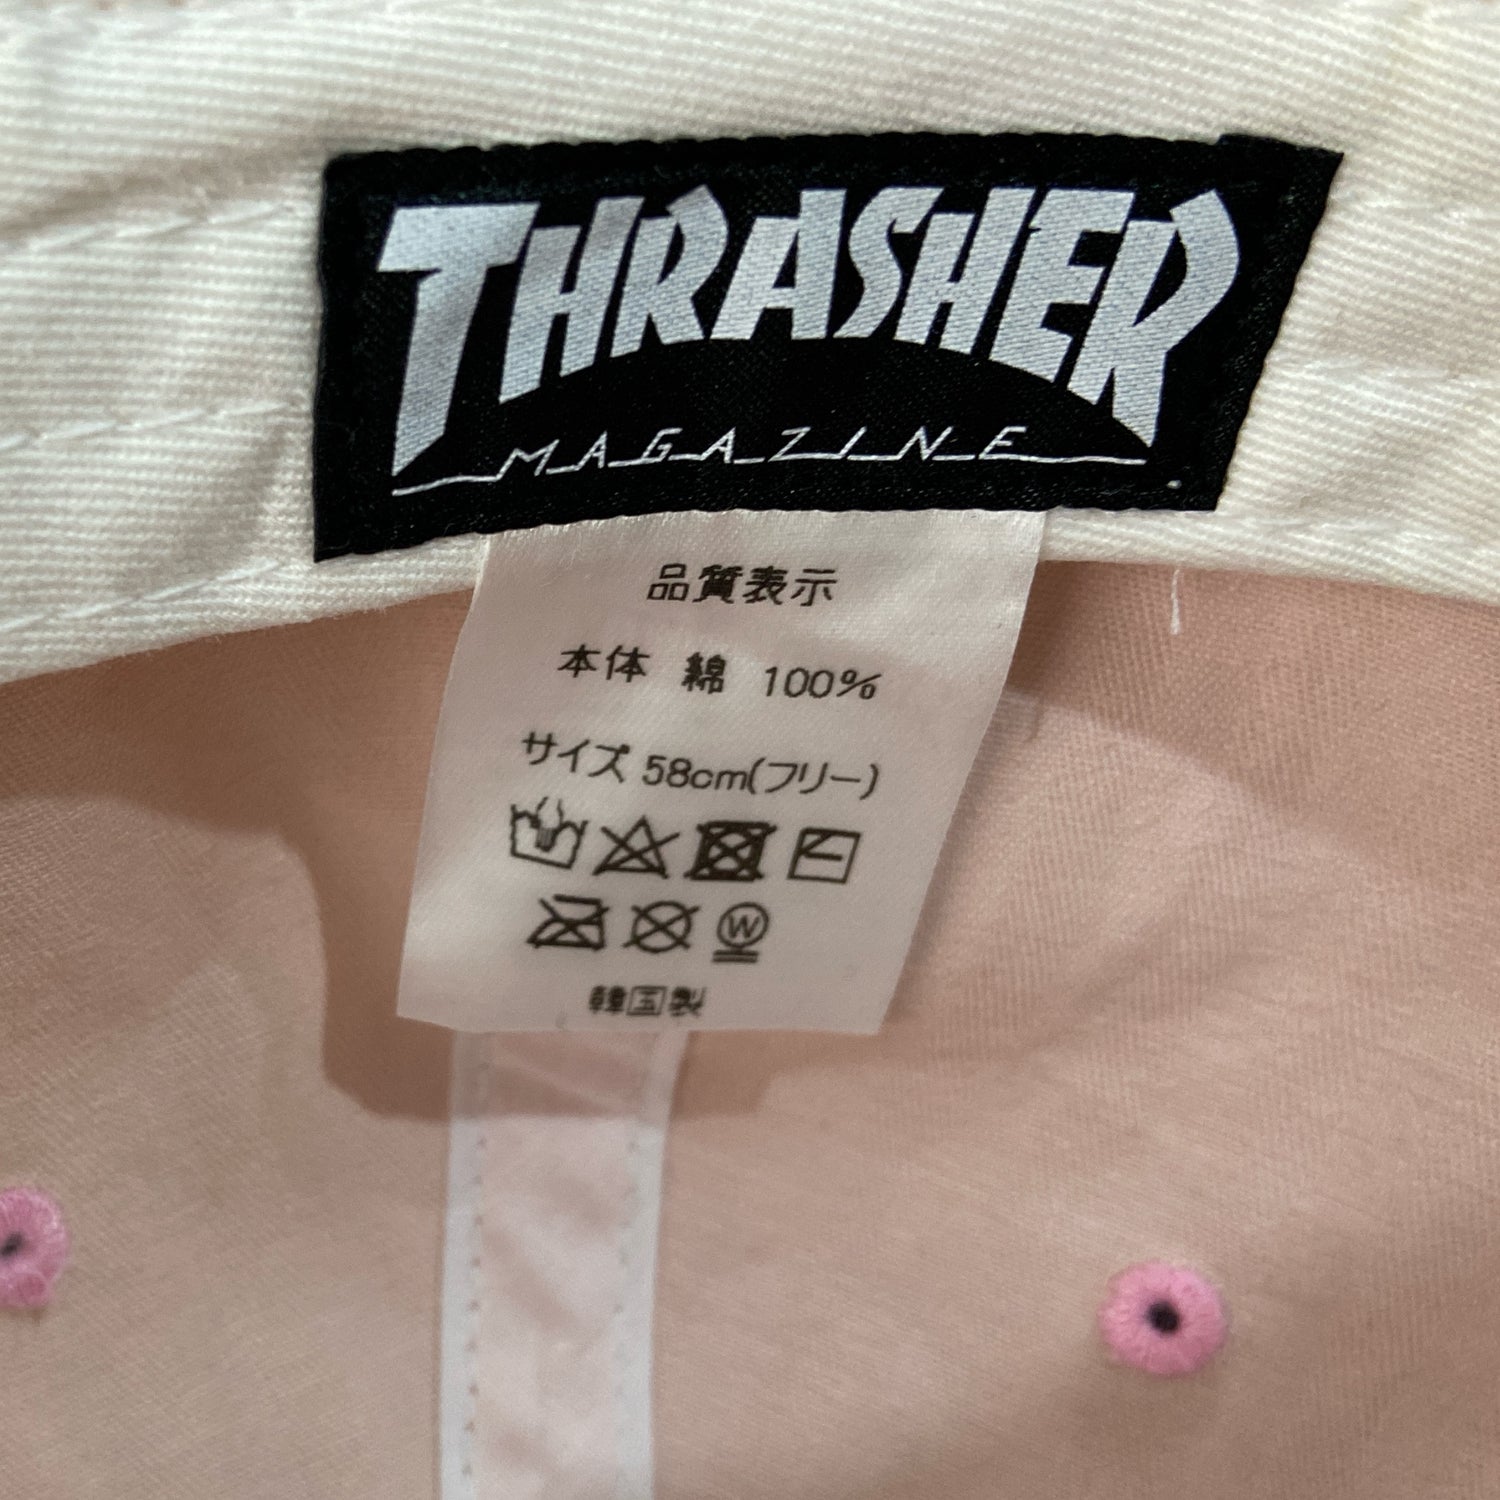 THRASHER
MAGAZINE
品質表示
本体 綿 100%
サイズ 58cm(フリー)
W
韓国製